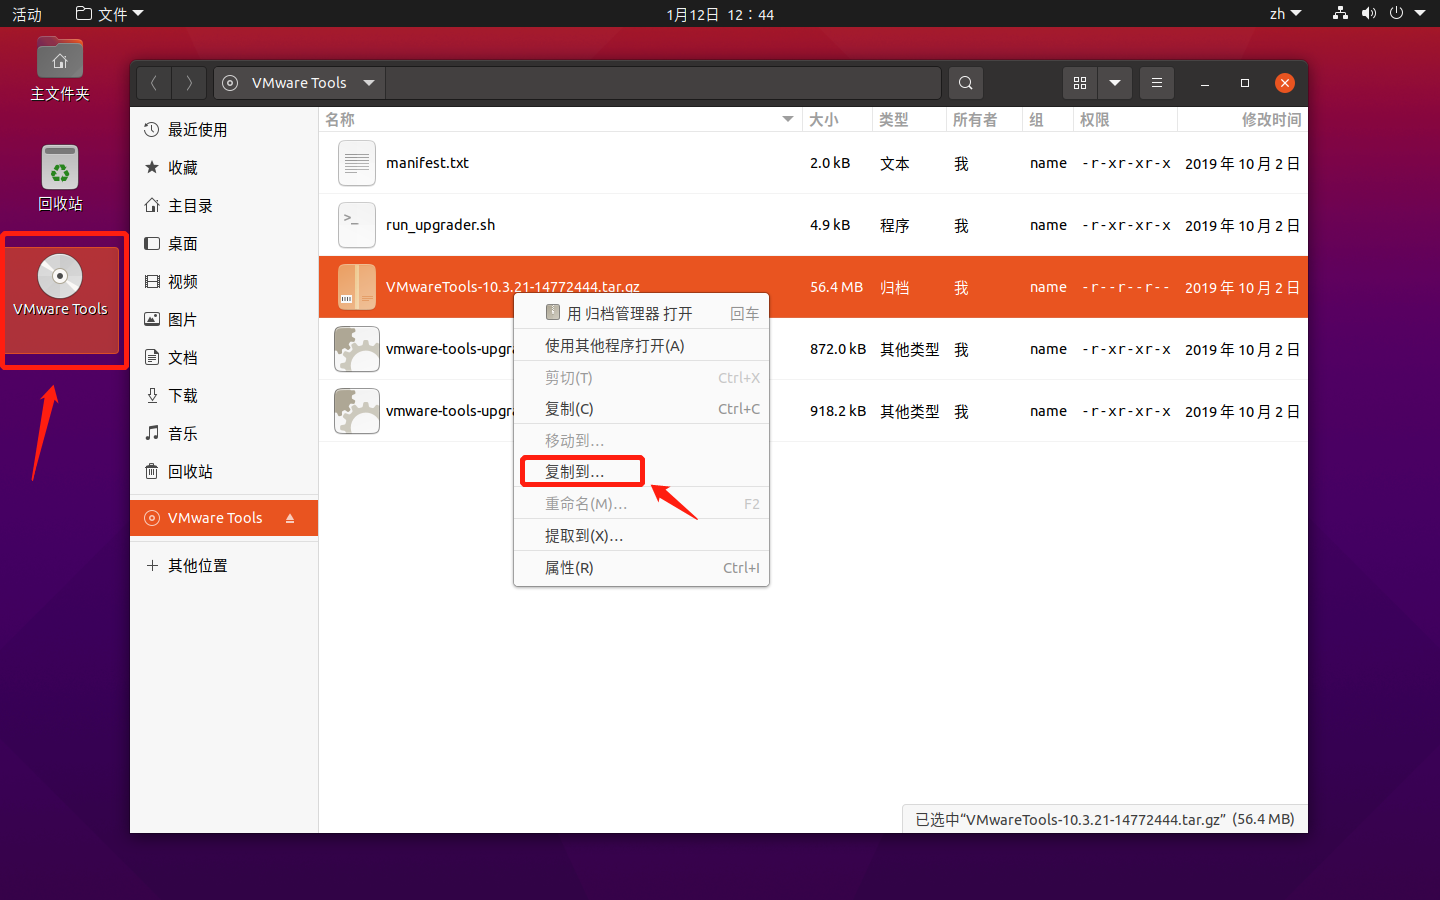 活动 文件 1月12日 12：44 zh
主文件夹
回收站
VMware Tools
VMware Tools
最近使用
收藏
主目录
桌面
视频
图片
文档
下载
音乐
回收站
VMware Tools
其他位置
名称 大小 类型 所有者 组 权限 修改时间
manifest.txt 2.0 kB 文本 我 name -r-xr-xr-x 2019 年 10 月 2 日
>_
run_upgrader.sh 4.9 kB 程序 我 name -r-xr-xr-x 2019 年 10 月 2 日
VMwareTools-10.3.21-14772444.tar.gz 56.4 MB 归档 我 name -r--r--r-- 2019 年 10 月 2 日
vmware-tools-upgr 872.0 kB 其他类型 我 name -r-xr-xr-x 2019 年 10 月 2 日
vmware-tools-upgr 918.2 kB 其他类型 我 name -r-xr-xr-x 2019 年 10 月 2 日
用 归档管理器 打开 回车
使用其他程序打开(A)
剪切(T) Ctrl+X
复制(C) Ctrl+C
移动到…
复制到…
重命名(M)… F2
提取到(X)…
属性(R) Ctrl+I
已选中“VMwareTools-10.3.21-14772444.tar.gz” (56.4 MB)